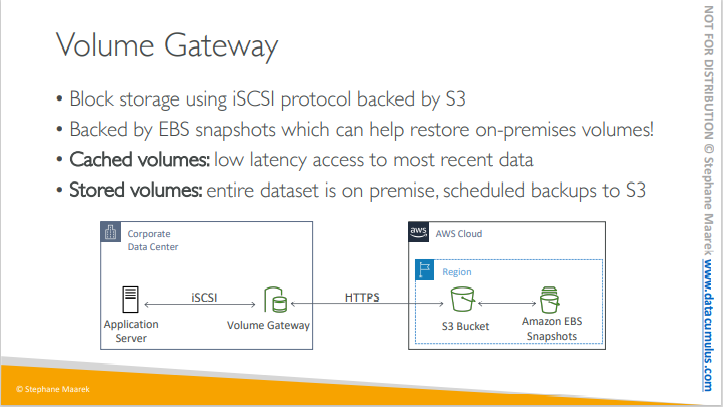 Volume Gateway
• Block storage using iSCSI protocol backed by S3
• Backed by EBS snapshots which can help restore on-premises volumes!
• Cached volumes: low latency access to most recent data
• Stored volumes: entire dataset is on premise, scheduled backups to S3
Corporate
Data Center
iSCSI
Application
Server
Volume Gateway
HTTPS
aws
AWS Cloud
Region
S3 Bucket
Amazon EBS
Snapshots
© Stephane Maarek
NOT FOR DISTRIBUTION © Stephane Maarek www.datacumulus.com